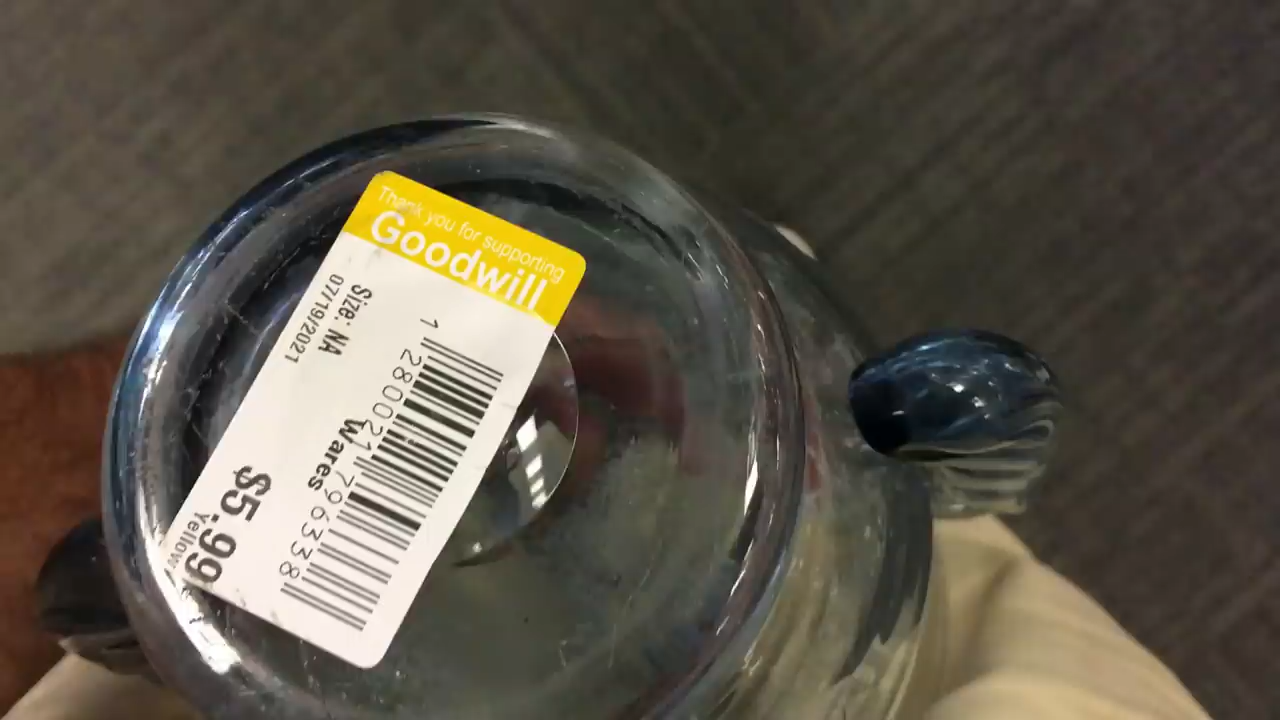 Thank you for supporting
Goodwill
Size: NA
07/19/2021
1 280021 796338
Wares
$5.99
Yellow